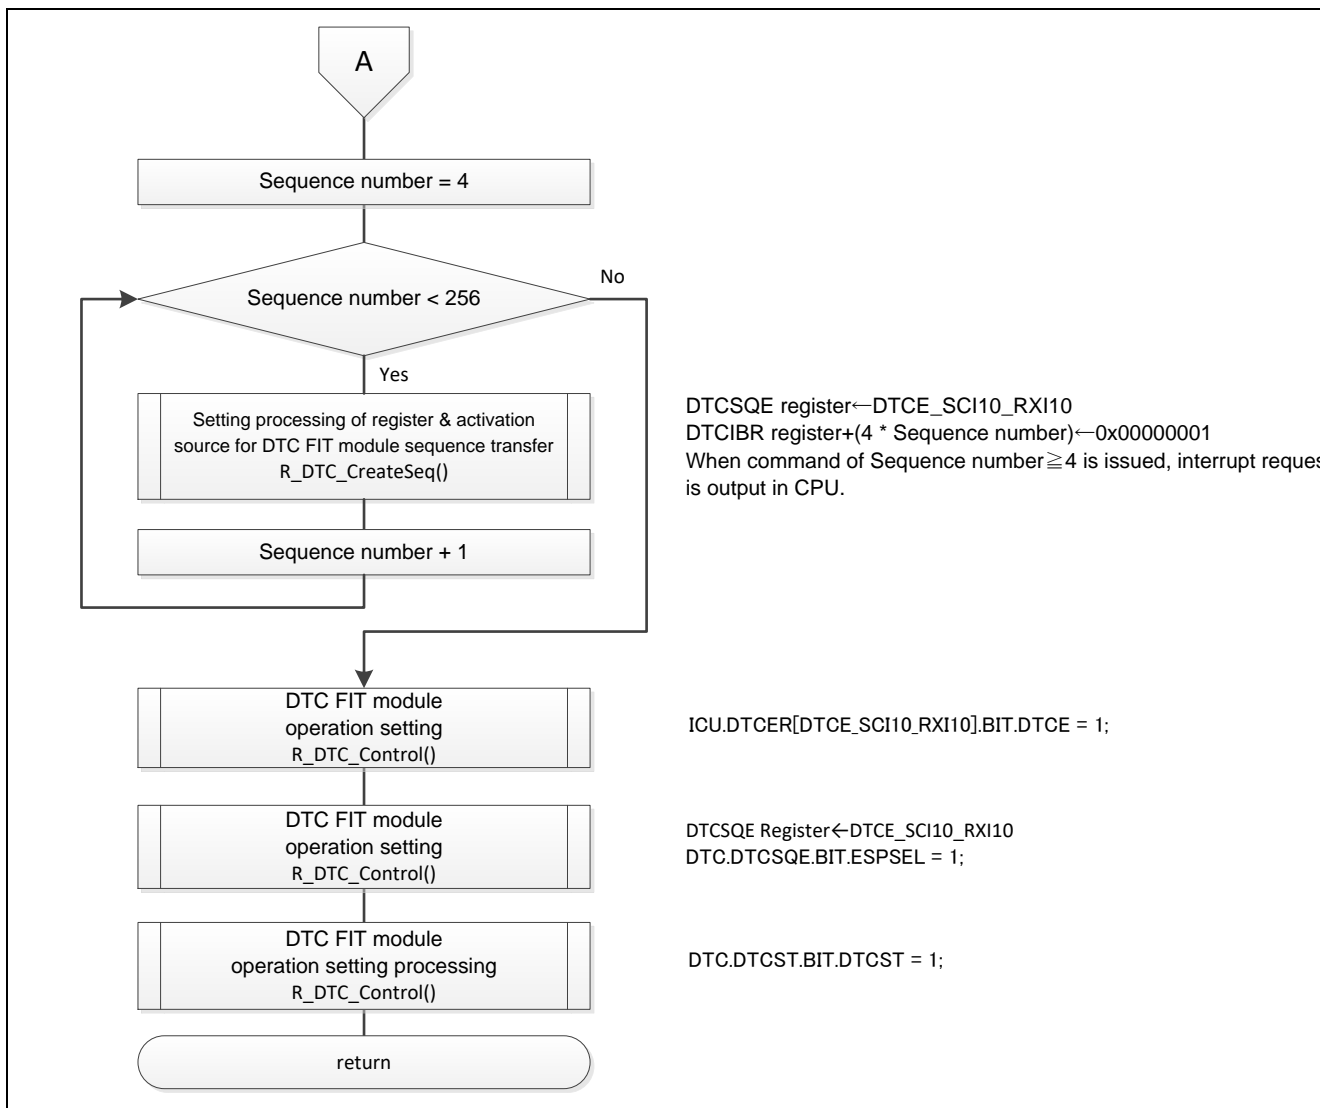 A
Sequence number = 4
Sequence number < 256
No
Yes
Setting processing of register & activation
source for DTC FIT module sequence transfer
R_DTC_CreateSeq()
DTCSQE register←DTCE_SCI10_RXI10
DTCIBR register+(4 * Sequence number)←0x00000001
When command of Sequence number≧4 is issued, interrupt
is output in CPU.
Sequence number + 1
DTC FIT module
operation setting
R_DTC_Control()
ICU.DTCER[DTCE_SCI10_RXI10].BIT.DTCE = 1;
DTC FIT module
operation setting
R_DTC_Control()
DTCSQE Register←DTCE_SCI10_RXI10
DTC.DTCSQE.BIT.ESPSEL = 1;
DTC FIT module
operation setting processing
R_DTC_Control()
DTC.DTCST.BIT.DTCST = 1;
return